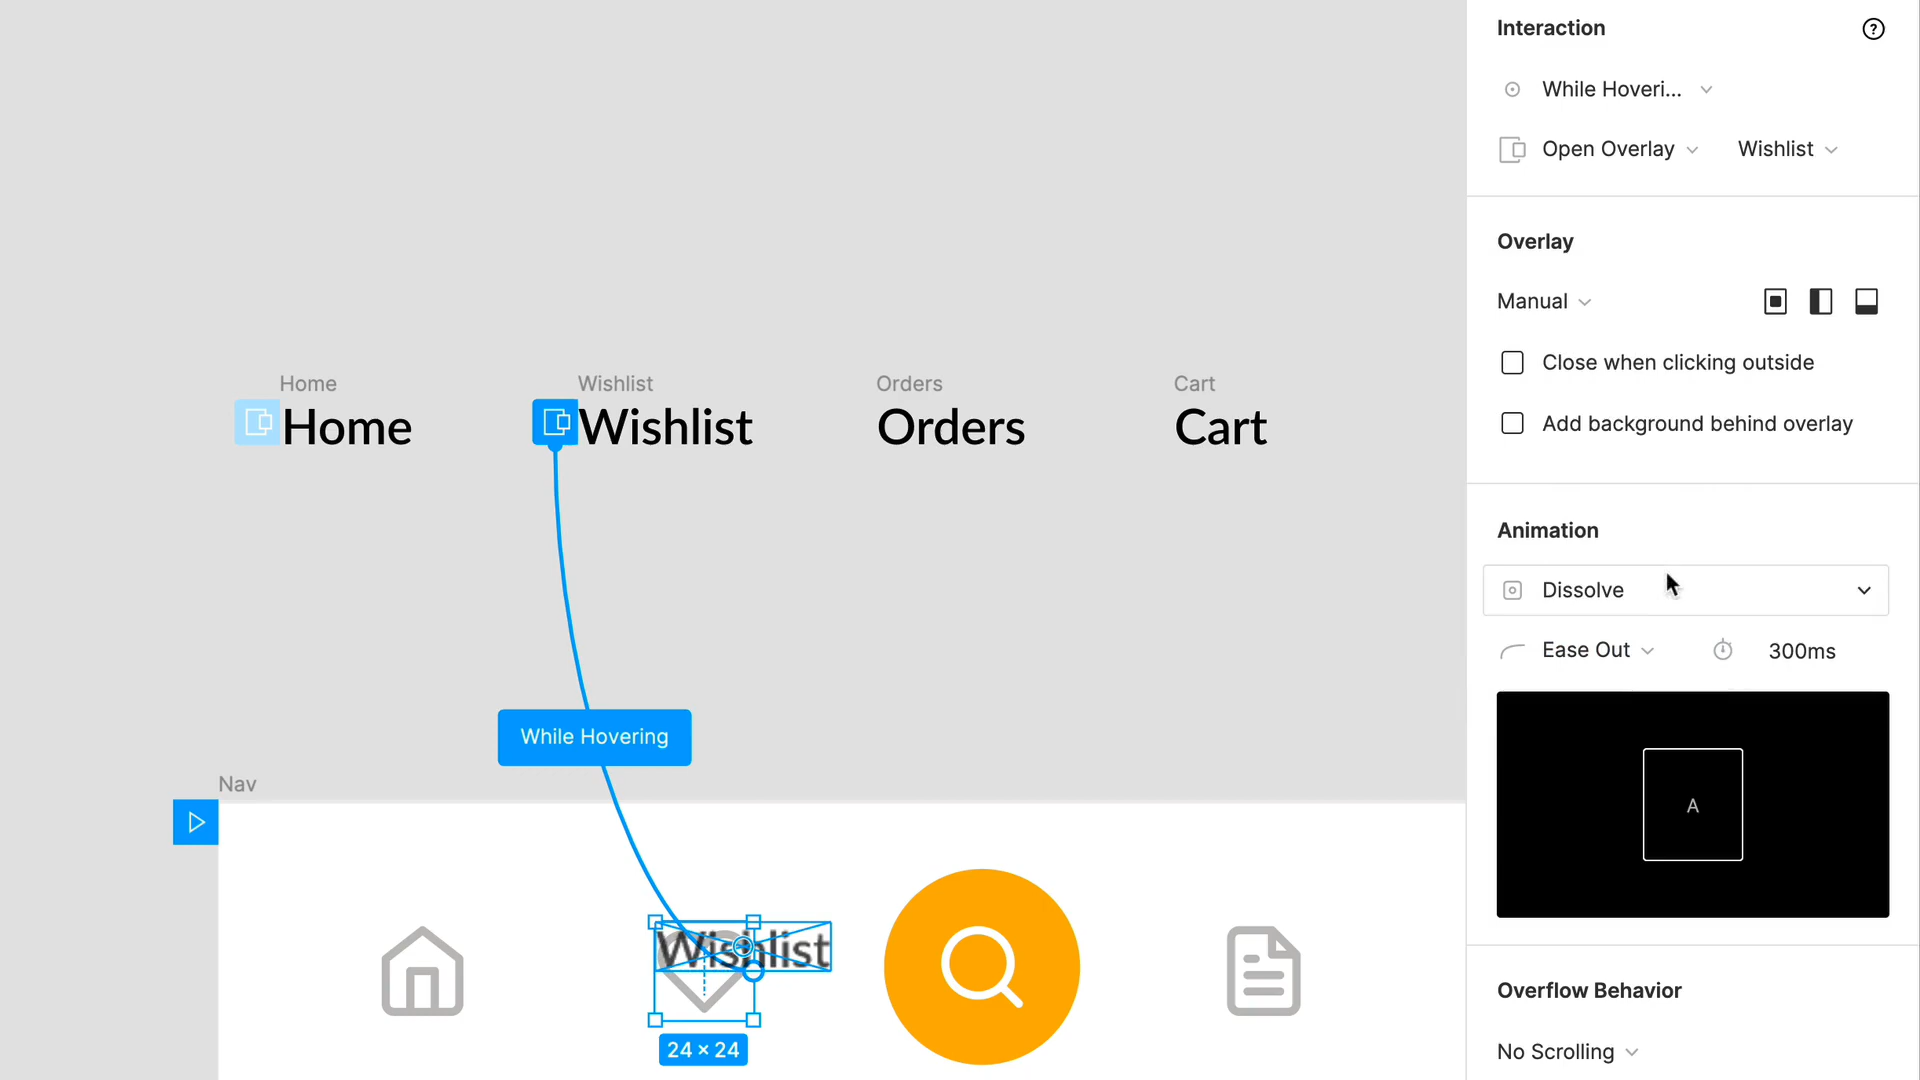 Interaction
While Hoveri...
Open Overlay Wishlist
Overlay
Manual
Close when clicking outside
Add background behind overlay
Animation
Dissolve
Ease Out 300ms
A
Overflow Behavior
No Scrolling
Home Wishlist Orders Cart
Home Wishlist Orders Cart
While Hovering
Nav
Wishlist
24 × 24